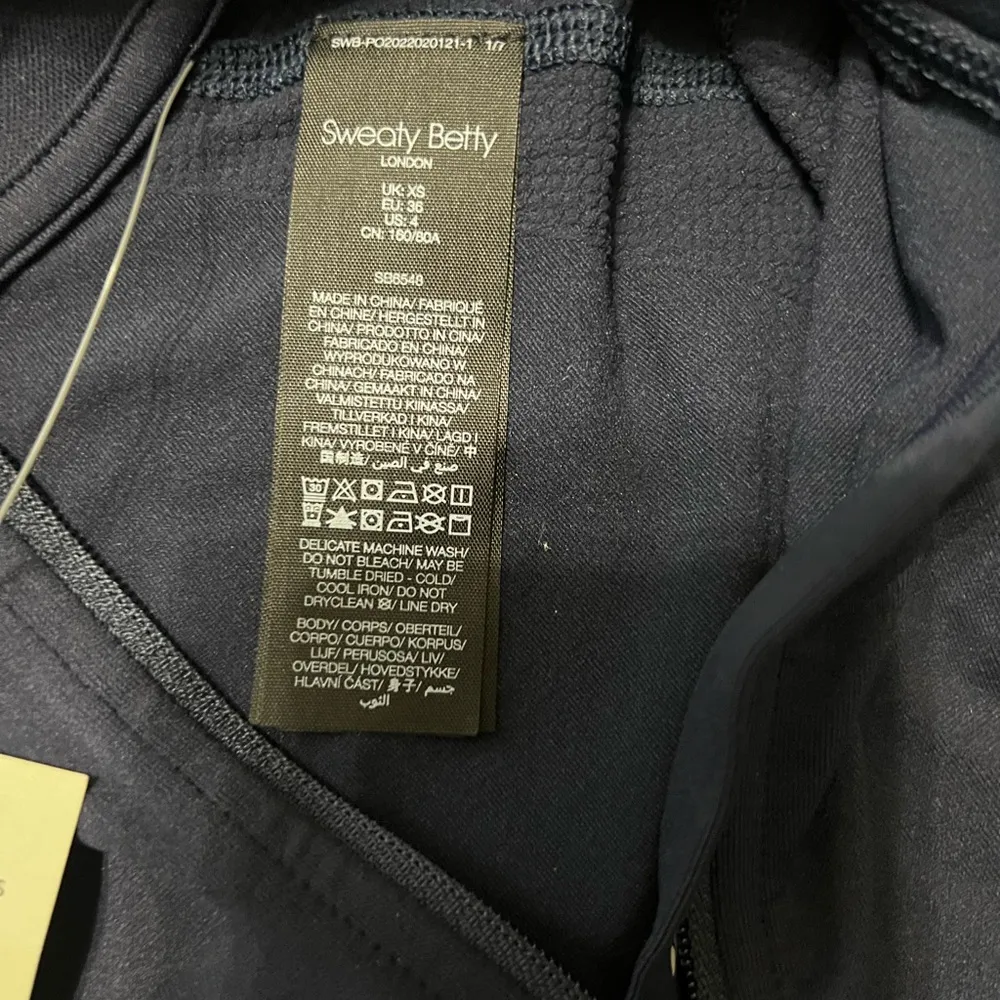 SWB-PO2022020121-1 1/7
Sweaty Betty
LONDON
UK: XS
EU: 36
US: 4
CN: 160/80A
SB8548
MADE IN CHINA/ FABRIQUÉ
EN CHINE/ HERGESTELLT IN
CHINA/ PRODOTTO IN CINA/
FABRICADO EN CHINA/
WYPRODUKOWANO W
CHINACH/ FABRICADO NA
CHINA/ GEMAAKT IN CHINA/
VALMISTETTU KIINASSA/
TILLVERKAD I KINA/
FREMSTILLET I KINA/ LAGD I
KINA/ VYROBENE V ČÍNĚ/ 中
国制造/ صنع في الصين/
30
DELICATE MACHINE WASH/
DO NOT BLEACH/ MAY BE
TUMBLE DRIED - COLD/
COOL IRON/ DO NOT
DRYCLEAN / LINE DRY
BODY/ CORPS/ OBERTEIL/
CORPO/ CUERPO/ KORPUS/
LIJF/ PERUSOSA/ LIV/
OVERDEL/ HOVEDSTYKKE/
HLAVNÍ ČÁST/ 身子/ جسم/
الثوب
S